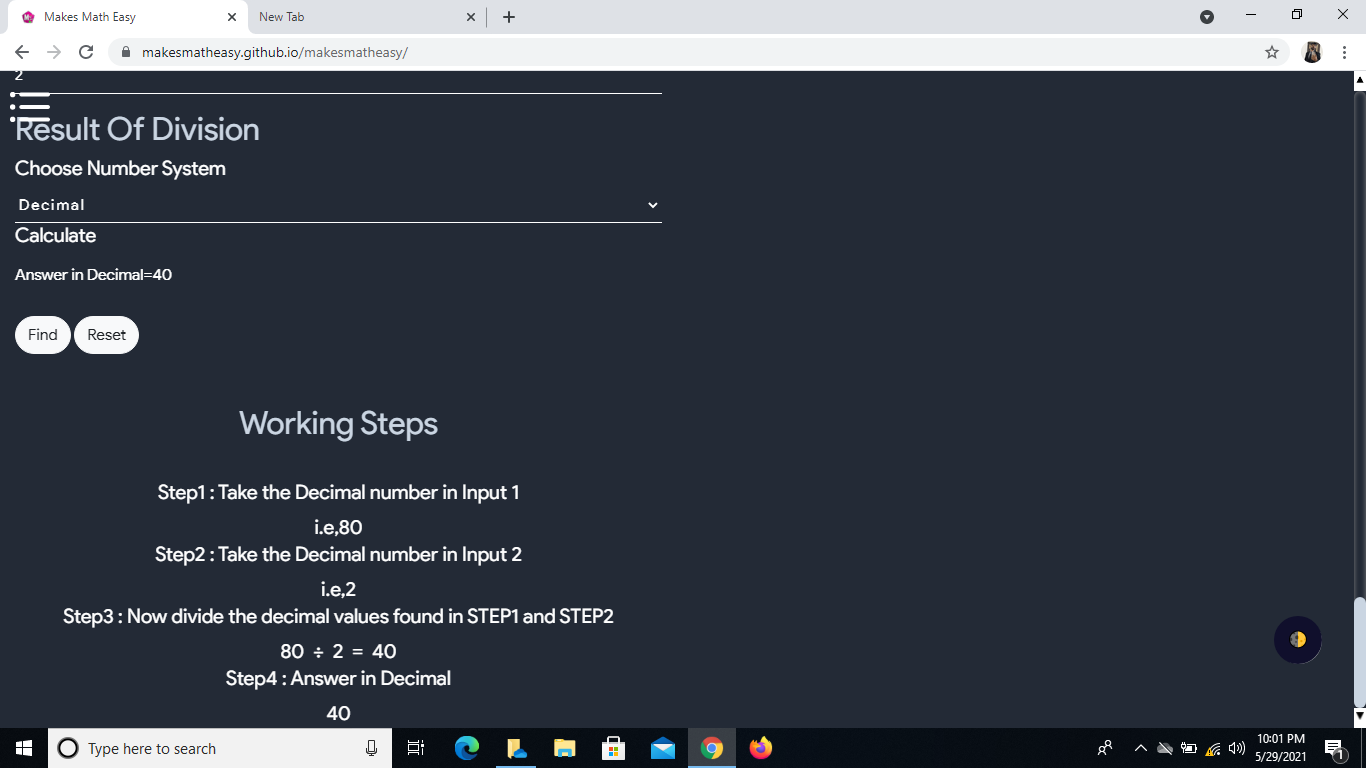 Makes Math Easy
New Tab
makesmatheasy.github.io/makesmatheasy/
2
Result Of Division
Choose Number System
Decimal
Calculate
Answer in Decimal=40
Find Reset
Working Steps
Step1 : Take the Decimal number in Input 1
i.e,80
Step2 : Take the Decimal number in Input 2
i.e,2
Step3 : Now divide the decimal values found in STEP1 and STEP2
80 ÷ 2 = 40
Step4 : Answer in Decimal
40
Type here to search
10:01 PM
5/29/2021
1